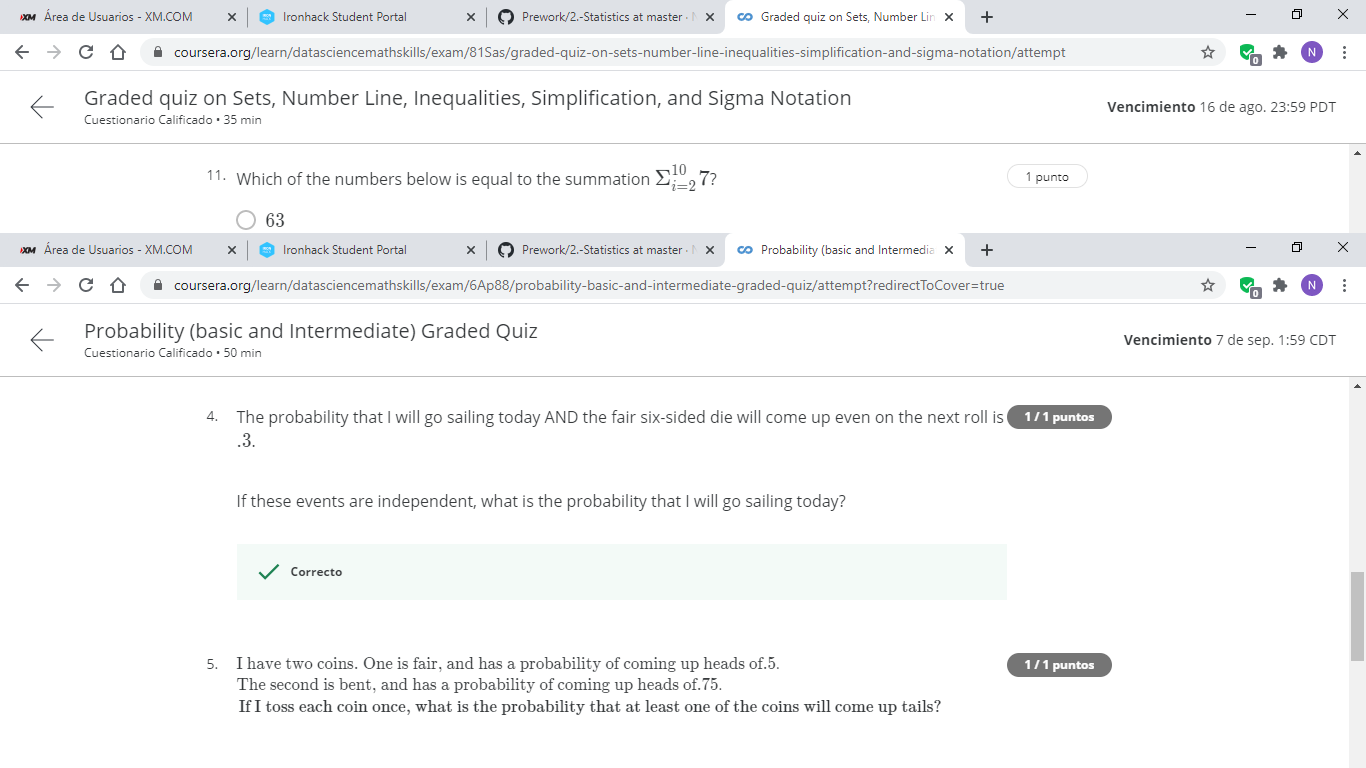 XM Área de Usuarios - XM.COM
Ironhack Student Portal
Prework/2.-Statistics at master ·
Graded quiz on Sets, Number Lin
coursera.org/learn/datasciencemathskills/exam/81Sas/graded-quiz-on-sets-number-line-inequalities-simplification-and-sigma-notation/attempt
0
N
Graded quiz on Sets, Number Line, Inequalities, Simplification, and Sigma Notation
Cuestionario Calificado • 35 min
Vencimiento 16 de ago. 23:59 PDT
11. Which of the numbers below is equal to the summation Σ_{i=2}^{10} 7?
1 punto
63
XM Área de Usuarios - XM.COM
Ironhack Student Portal
Prework/2.-Statistics at master ·
Probability (basic and Intermedia
coursera.org/learn/datasciencemathskills/exam/6Ap88/probability-basic-and-intermediate-graded-quiz/attempt?redirectToCover=true
0
N
Probability (basic and Intermediate) Graded Quiz
Cuestionario Calificado • 50 min
Vencimiento 7 de sep. 1:59 CDT
4. The probability that I will go sailing today AND the fair six-sided die will come up even on the next roll is
.3.
1 / 1 puntos
If these events are independent, what is the probability that I will go sailing today?
Correcto
5. I have two coins. One is fair, and has a probability of coming up heads of.5.
1 / 1 puntos
The second is bent, and has a probability of coming up heads of.75.
If I toss each coin once, what is the probability that at least one of the coins will come up tails?